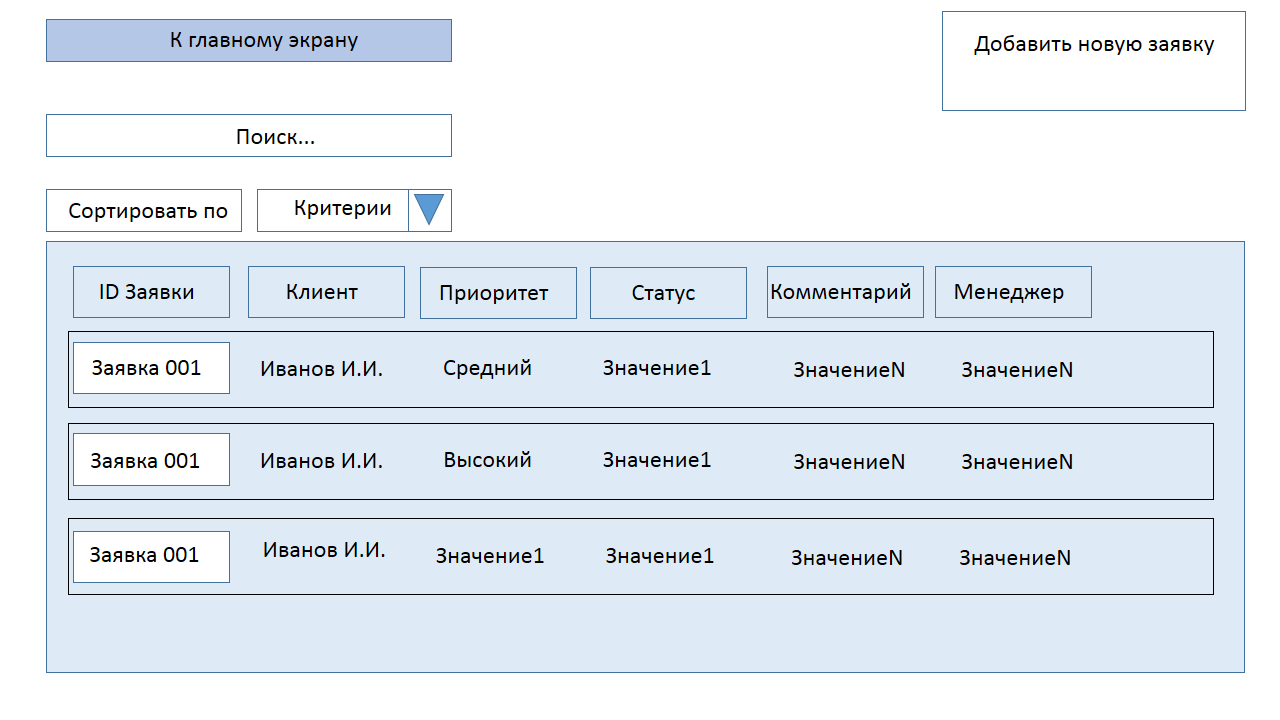 К главному экрану
Добавить новую заявку
Поиск...
Сортировать по
Критерии
ID Заявки
Клиент
Приоритет
Статус
Комментарий
Менеджер
Заявка 001
Иванов И.И.
Средний
Значение1
ЗначениеN
ЗначениеN
Заявка 001
Иванов И.И.
Высокий
Значение1
ЗначениеN
ЗначениеN
Заявка 001
Иванов И.И.
Значение1
Значение1
ЗначениеN
ЗначениеN